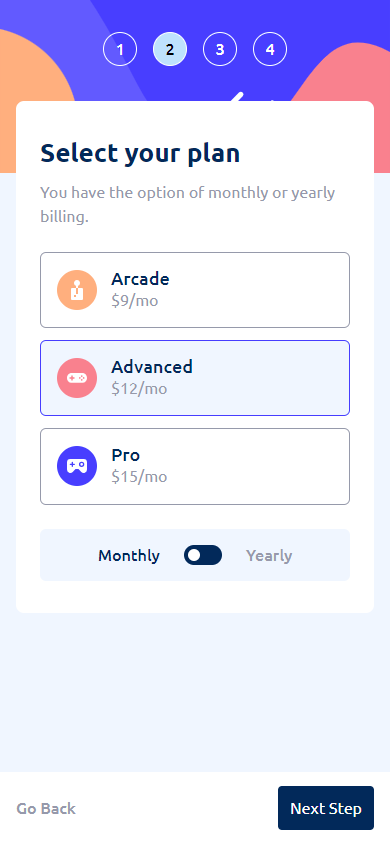 1 2 3 4
Select your plan
You have the option of monthly or yearly
billing.
Arcade
$9/mo
Advanced
$12/mo
Pro
$15/mo
Monthly Yearly
Go Back Next Step